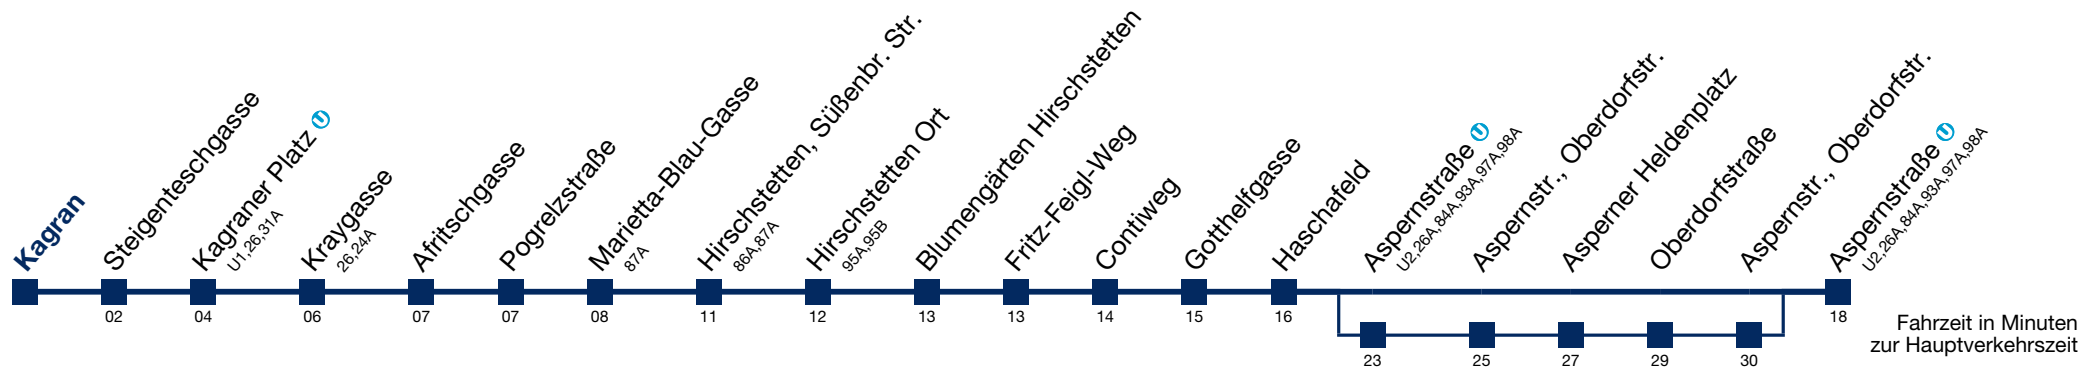 Kagran
Steigenteschgasse
Kagraner Platz
U1,26,31A
Kraygasse
26,24A
Afritschgasse
Pogrelzstraße
Marietta-Blau-Gasse
87A
Hirschstetten, Süßenbr. Str.
86A,87A
Hirschstetten Ort
95A,95B
Blumengärten Hirschstetten
Fritz-Feigl-Weg
Contiweg
Gotthelfgasse
Haschafeld
Aspernstraße
U2,26A,84A,93A,97A,98A
Aspernstr., Oberdorfstr.
Asperner Heldenplatz
Oberdorfstraße
Aspernstr., Oberdorfstr.
Aspernstraße
U2,26A,84A,93A,97A,98A
02 04 06 07 07 08 11 12 13 13 14 15 16 18
23 25 27 29 30
Fahrzeit in Minuten
zur Hauptverkehrszeit